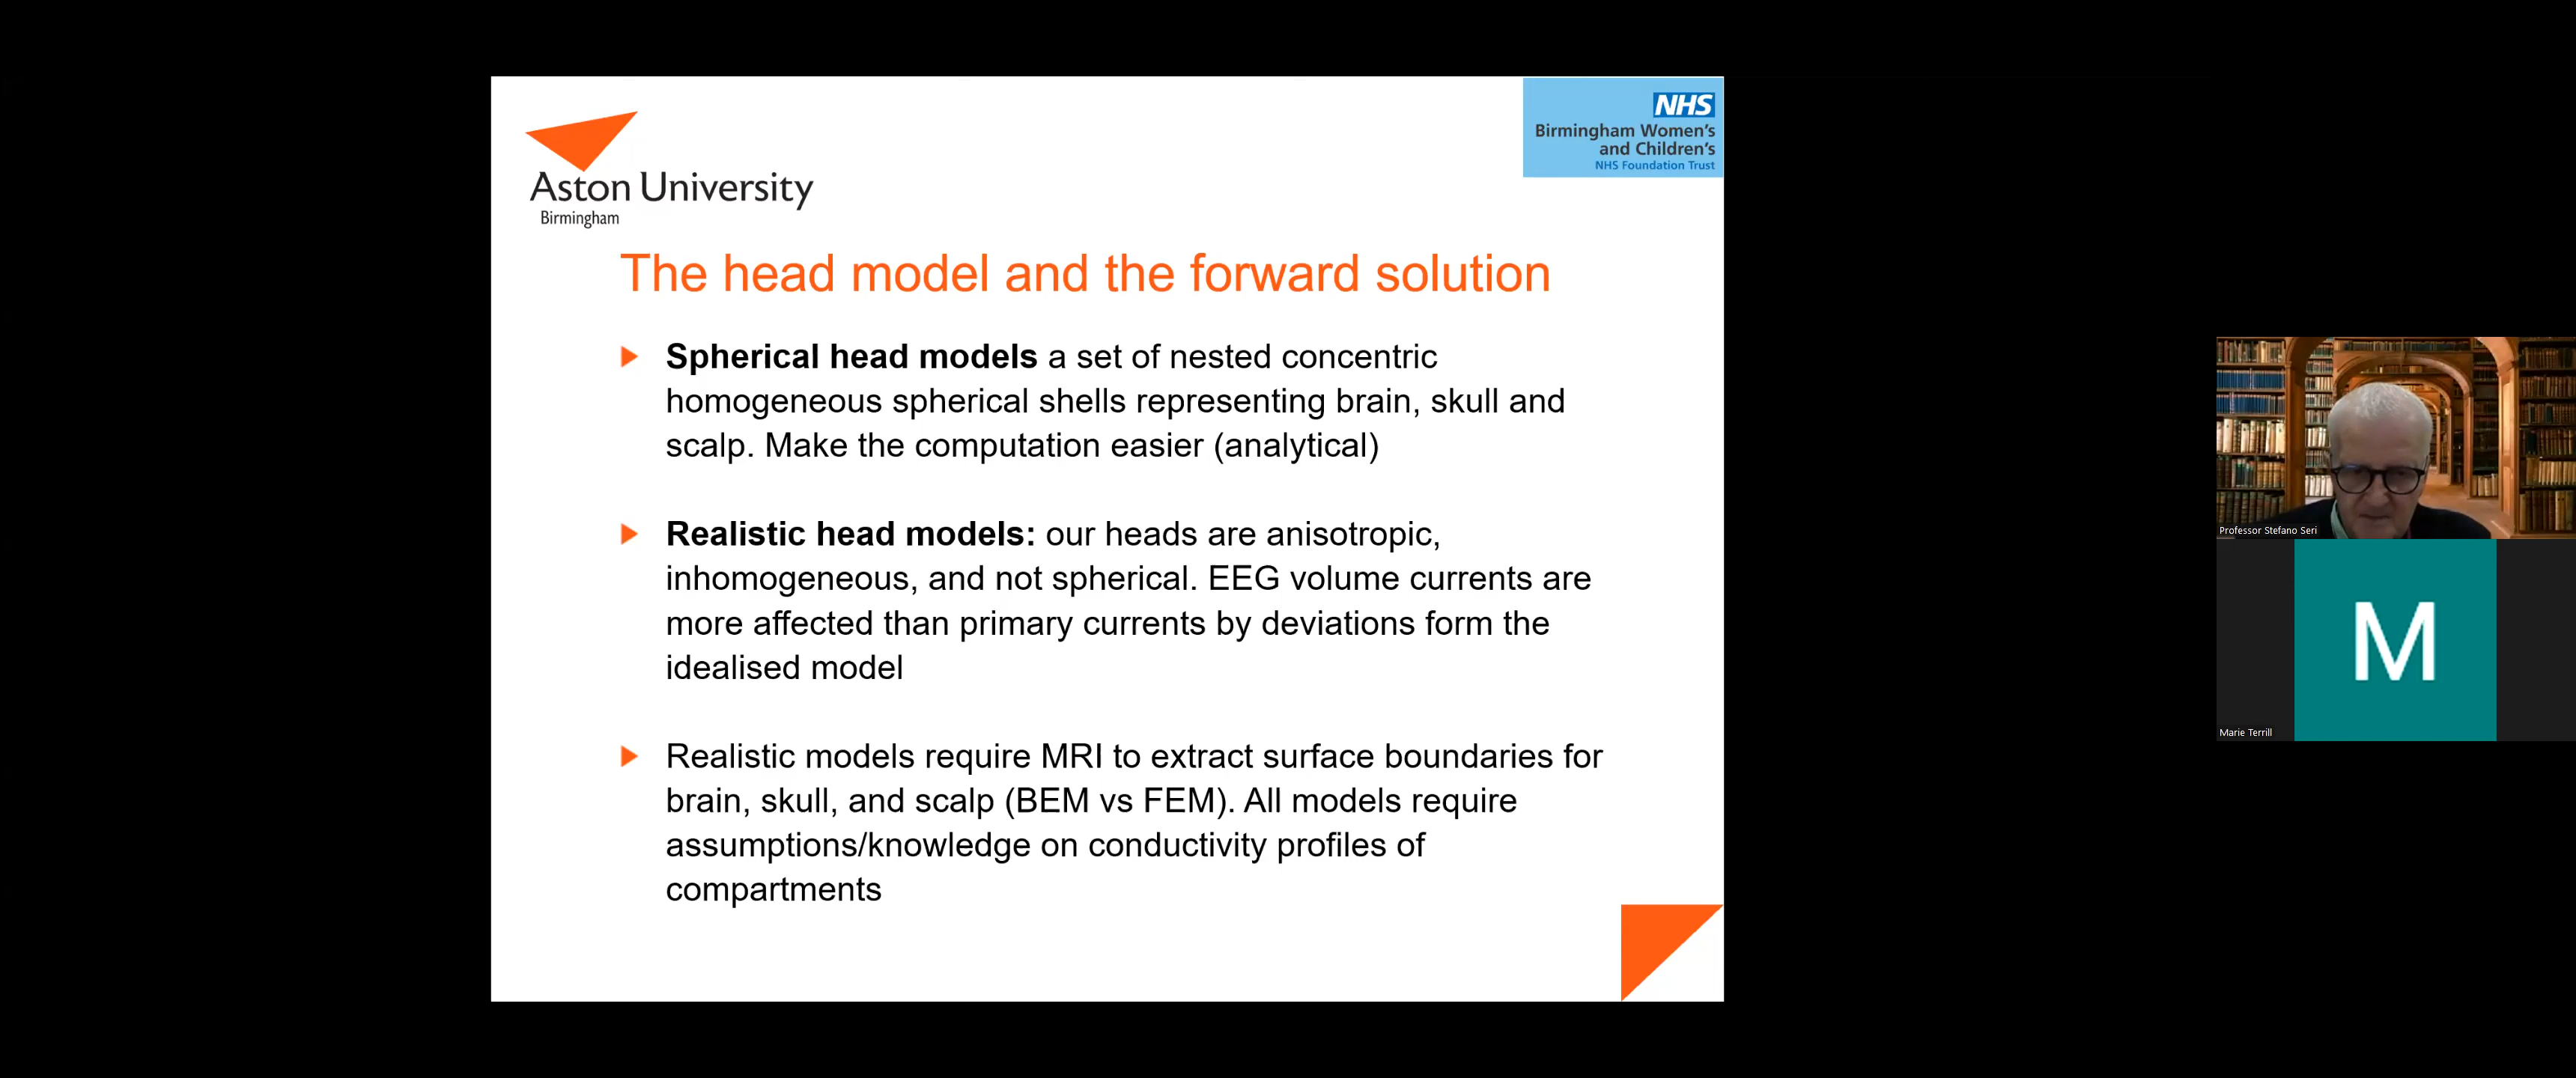 Aston University
Birmingham
NHS
Birmingham Women's
and Children's
NHS Foundation Trust
The head model and the forward solution
Spherical head models a set of nested concentric
homogeneous spherical shells representing brain, skull and
scalp. Make the computation easier (analytical)
Realistic head models: our heads are anisotropic,
inhomogeneous, and not spherical. EEG volume currents are
more affected than primary currents by deviations form the
idealised model
Realistic models require MRI to extract surface boundaries for
brain, skull, and scalp (BEM vs FEM). All models require
assumptions/knowledge on conductivity profiles of
compartments
Professor Stefano Seri
M
Marie Terrill